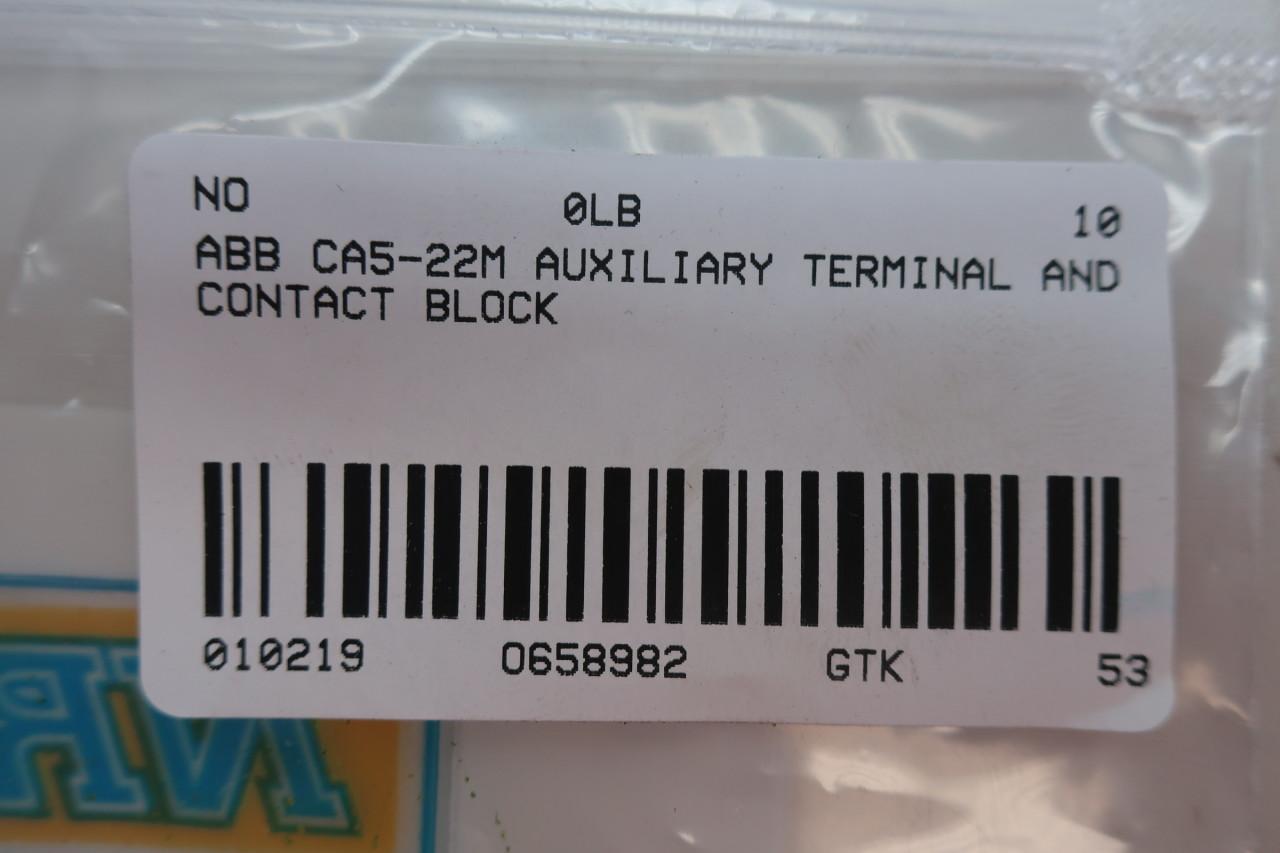 NO 0LB 10
ABB CA5-22M AUXILIARY TERMINAL AND
CONTACT BLOCK
010219 0658982 GTK 53